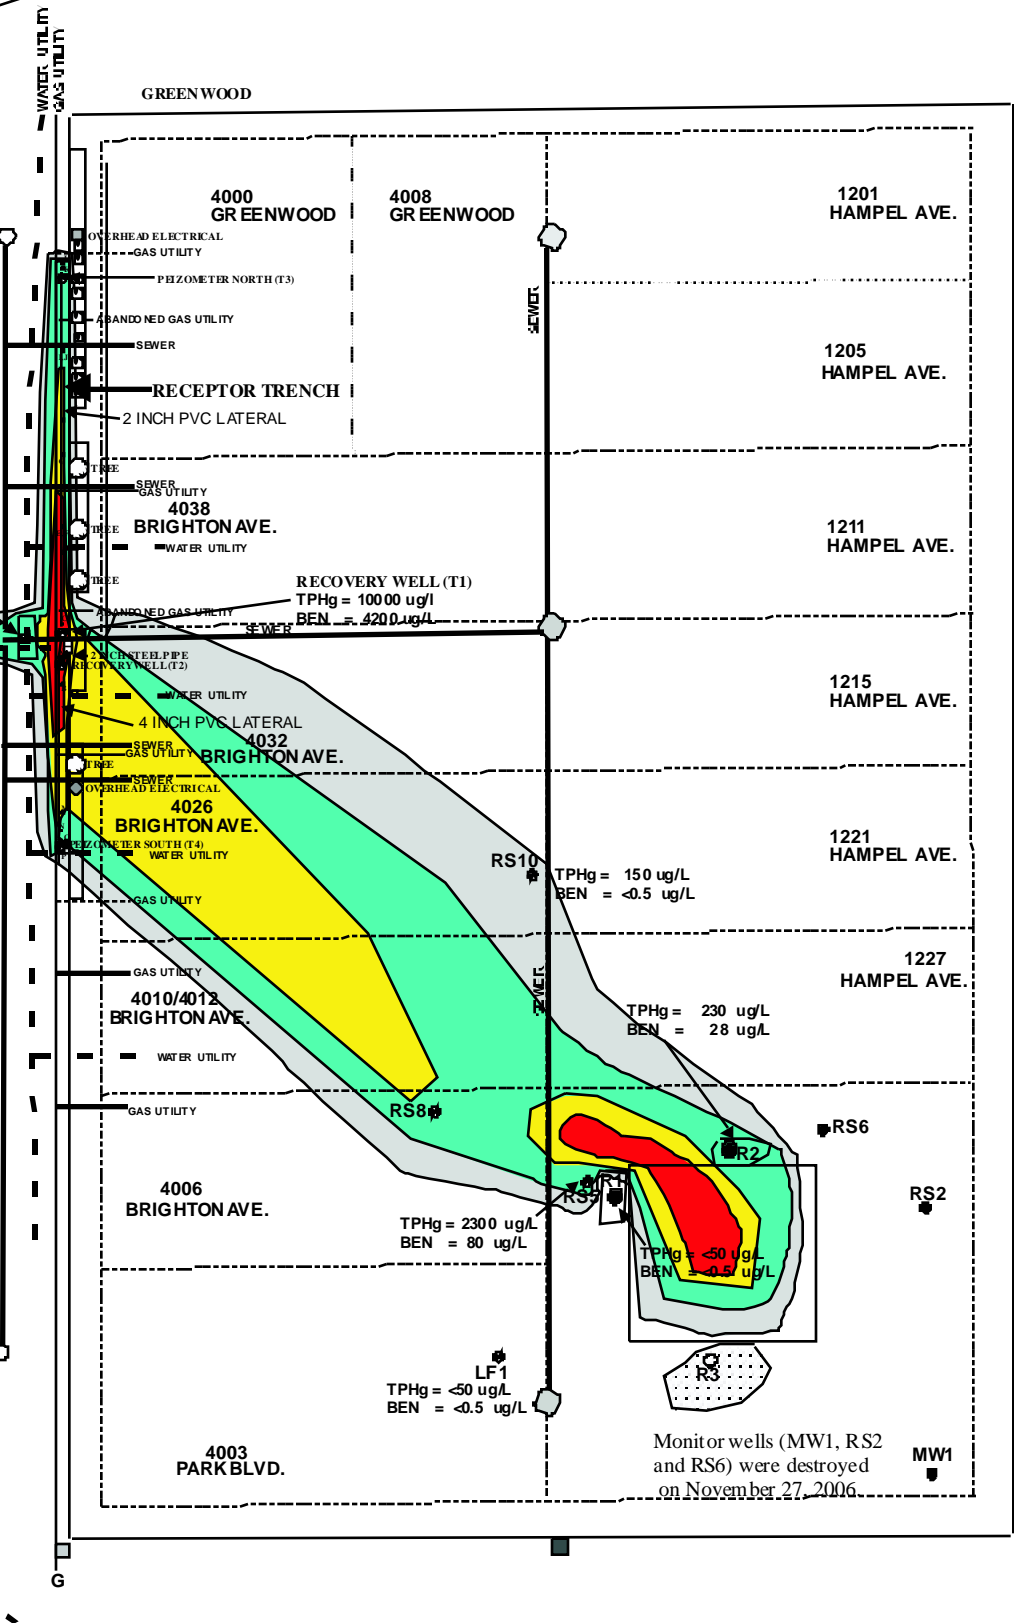 WATER UTILITY
GAS UTILITY
GREENWOOD
4000
GREENWOOD
4008
GREENWOOD
1201
HAMPEL AVE.
OVERHEAD ELECTRICAL
GAS UTILITY
PEIZOMETER NORTH (T3)
SEWER
ABANDONED GAS UTILITY
SEWER
1205
HAMPEL AVE.
RECEPTOR TRENCH
2 INCH PVC LATERAL
TREE
SEWER
GAS UTILITY
4038
BRIGHTON AVE.
TREE
WATER UTILITY
1211
HAMPEL AVE.
TREE
RECOVERY WELL (T1)
TPHg = 10000 ug/l
BEN = 4200 ug/L
ABANDONED GAS UTILITY
SEWER
2 INCH STEEL PIPE
RECOVERY WELL (T2)
WATER UTILITY
1215
HAMPEL AVE.
4 INCH PVC LATERAL
SEWER
GAS UTILITY
4032
BRIGHTON AVE.
TREE
SEWER
OVERHEAD ELECTRICAL
4026
BRIGHTON AVE.
PEIZOMETER SOUTH (T4)
WATER UTILITY
1221
HAMPEL AVE.
RS10
TPHg = 150 ug/L
BEN = <0.5 ug/L
GAS UTILITY
GAS UTILITY
SEWER
1227
HAMPEL AVE.
4010/4012
BRIGHTON AVE.
TPHg = 230 ug/L
BEN = 28 ug/L
WATER UTILITY
GAS UTILITY
RS8
RS6
R2
4006
BRIGHTON AVE.
RS5
R1
RS2
TPHg = 2300 ug/L
BEN = 80 ug/L
TPHg = <50 ug/L
BEN = <0.5 ug/L
LF1
TPHg = <50 ug/L
BEN = <0.5 ug/L
R3
4003
PARK BLVD.
Monitor wells (MW1, RS2
and RS6) were destroyed
on November 27, 2006.
MW1
G